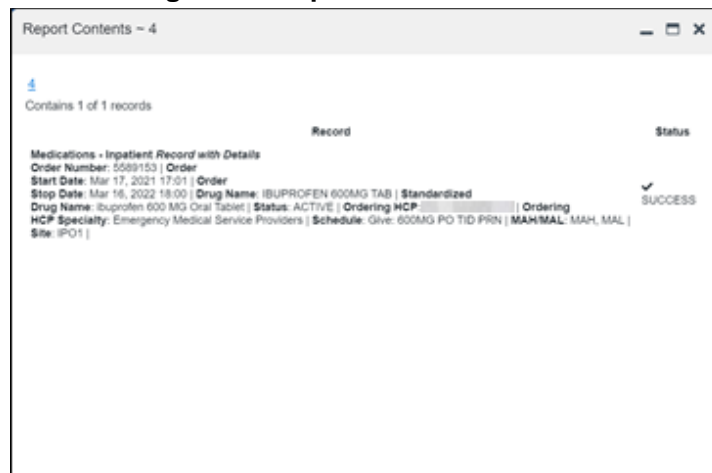 Report Contents ~ 4
4
Contains 1 of 1 records
Record Status
Medications - Inpatient Record with Details
Order Number: 5589153 | Order
Start Date: Mar 17, 2021 17:01 | Order
Stop Date: Mar 16, 2022 18:00 | Drug Name: IBUPROFEN 600MG TAB | Standardized
Drug Name: Ibuprofen 600 MG Oral Tablet | Status: ACTIVE | Ordering HCP: | Ordering
HCP Specialty: Emergency Medical Service Providers | Schedule: Give: 600MG PO TID PRN | MAH/MAL: MAH, MAL |
Site: IPO1 |
SUCCESS